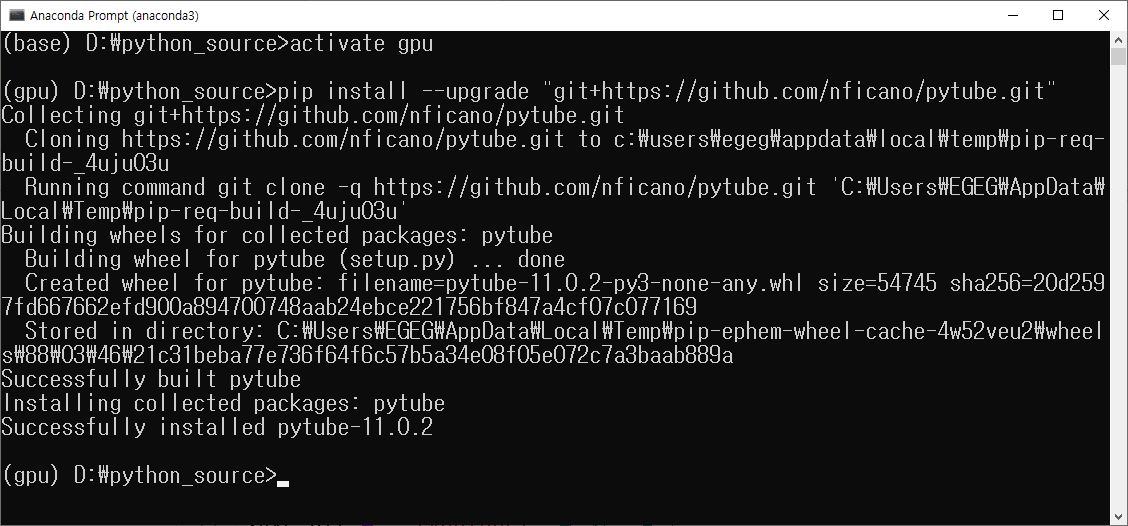 Anaconda Prompt (anaconda3)
(base) D:₩python_source>activate gpu
(gpu) D:₩python_source>pip install --upgrade "git+https://github.com/nficano/pytube.git"
Collecting git+https://github.com/nficano/pytube.git
  Cloning https://github.com/nficano/pytube.git to c:₩users₩egeg₩appdata₩local₩temp₩pip-req-
build-_4uju03u
  Running command git clone -q https://github.com/nficano/pytube.git 'C:₩Users₩EGEG₩AppData₩
Local₩Temp₩pip-req-build-_4uju03u'
Building wheels for collected packages: pytube
  Building wheel for pytube (setup.py) ... done
  Created wheel for pytube: filename=pytube-11.0.2-py3-none-any.whl size=54745 sha256=20d259
7fd667662efd900a894700748aab24ebce221756bf847a4cf07c077169
  Stored in directory: C:₩Users₩EGEG₩AppData₩Local₩Temp₩pip-ephem-wheel-cache-4w52veu2₩wheel
s₩88₩03₩46₩21c31beba77e736f64f6c57b5a34e08f05e072c7a3baab889a
Successfully built pytube
Installing collected packages: pytube
Successfully installed pytube-11.0.2
(gpu) D:₩python_source>